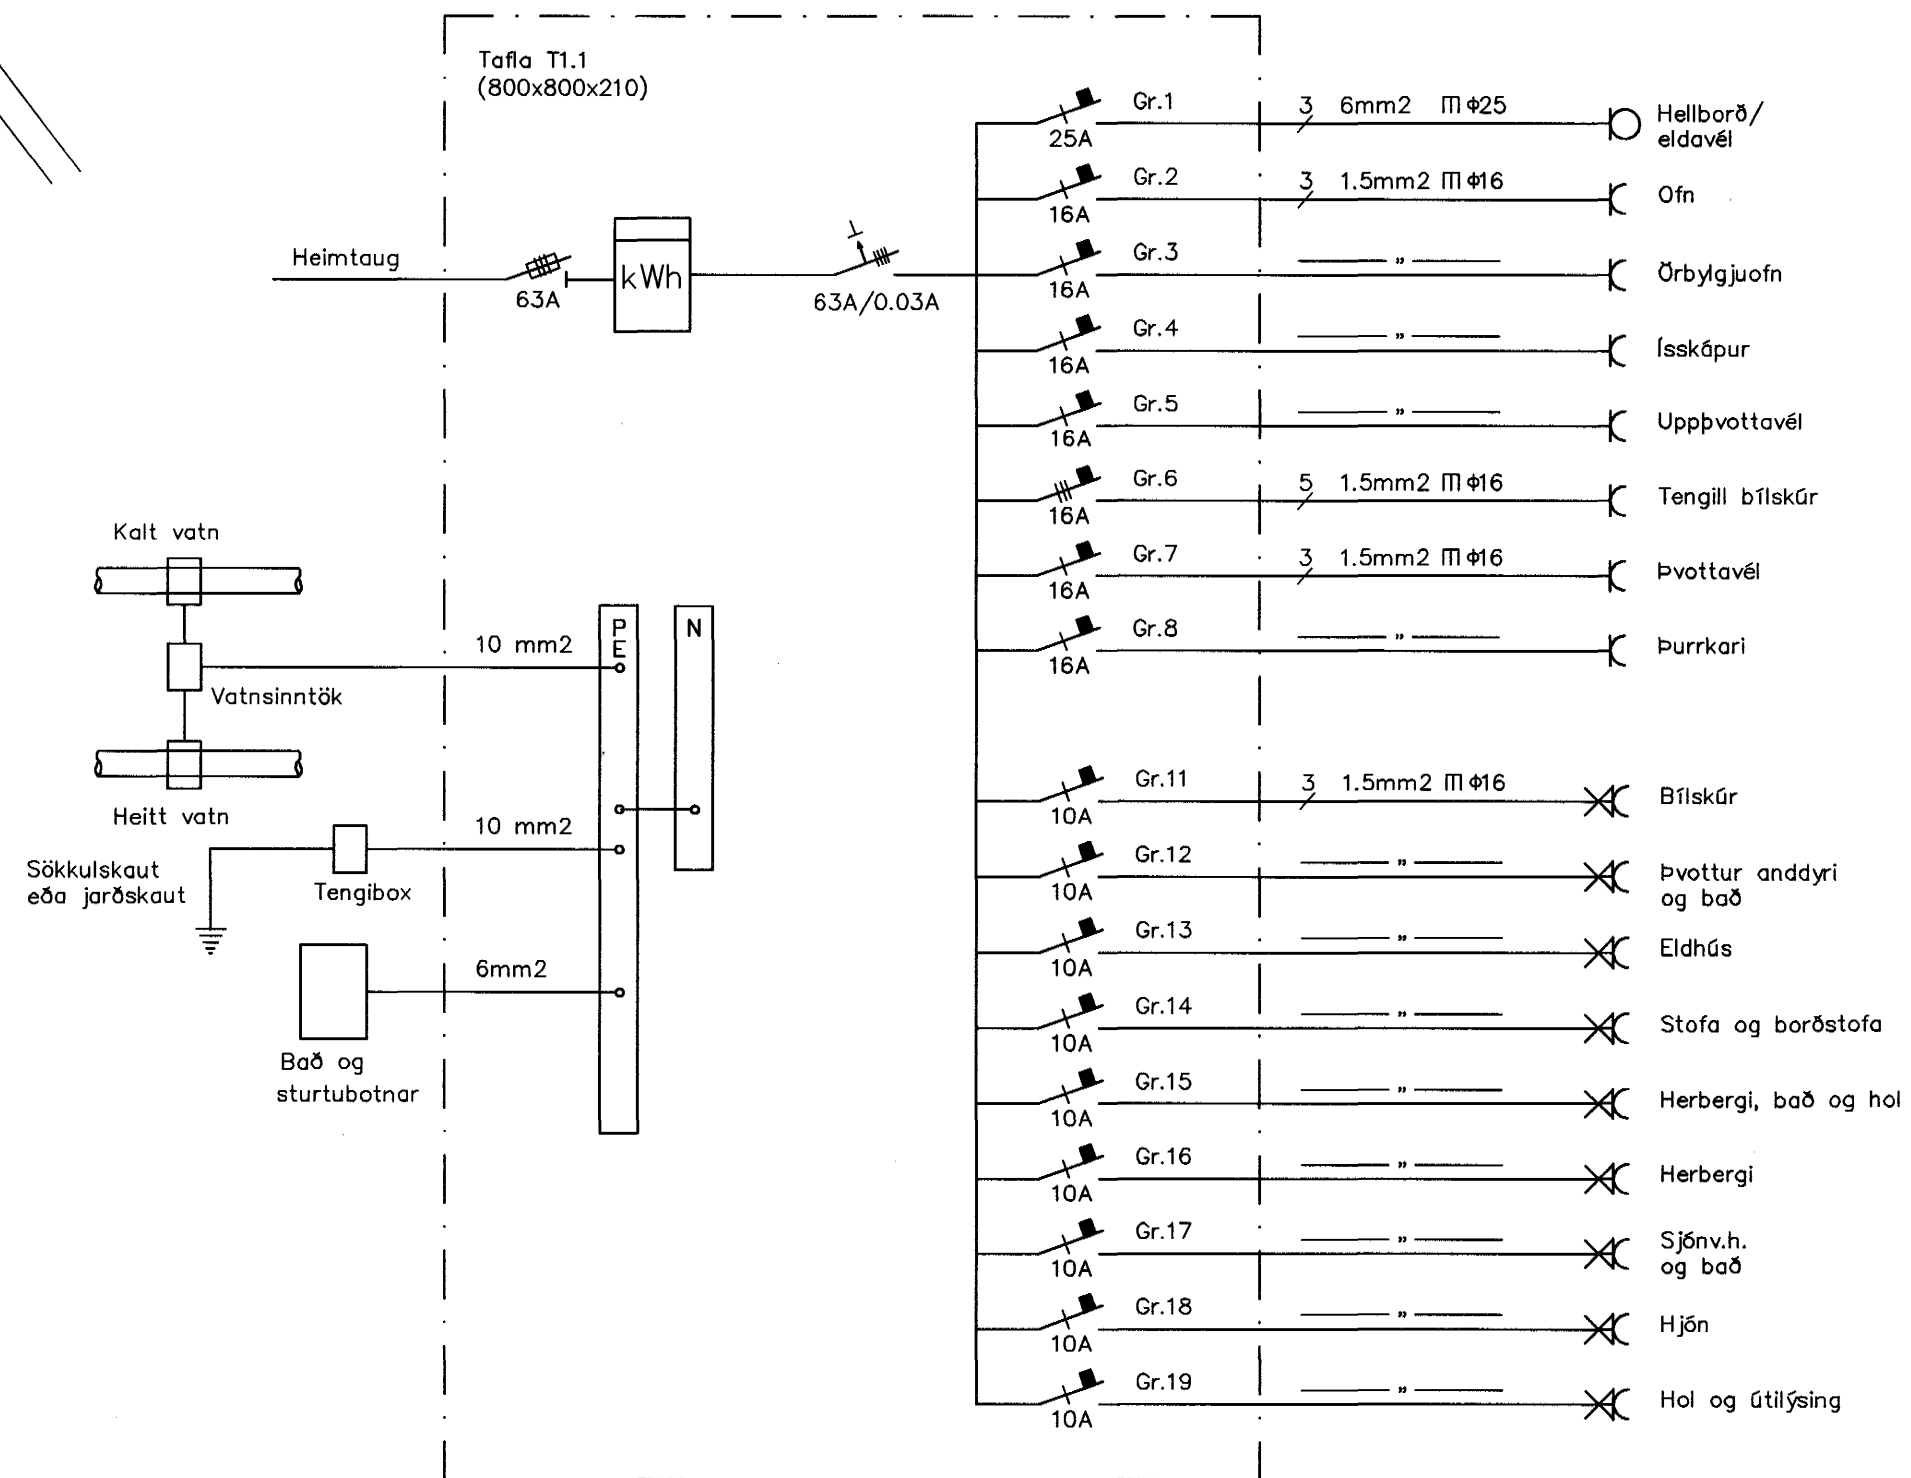 Tafla T1.1
(800x800x210)
Heimtaug
63A
kWh
63A/0.03A
Gr.1
25A
3 6mm2 m φ25
Hellborð/
eldavél
Gr.2
16A
3 1.5mm2 m φ16
Ofn
Gr.3
16A
"
Örbylgjuofn
Gr.4
16A
"
Ísskápur
Gr.5
16A
"
Uppþvottavél
Gr.6
16A
5 1.5mm2 m φ16
Tengill bílskúr
Gr.7
16A
3 1.5mm2 m φ16
Þvottavél
Gr.8
16A
"
Þurrkari
Gr.11
10A
3 1.5mm2 m φ16
Bílskúr
Gr.12
10A
"
Þvottur anddyri
og bað
Gr.13
10A
"
Eldhús
Gr.14
10A
"
Stofa og borðstofa
Gr.15
10A
"
Herbergi, bað og hol
Gr.16
10A
"
Herbergi
Gr.17
10A
"
Sjónv.h.
og bað
Gr.18
10A
"
Hjón
Gr.19
10A
"
Hol og útilýsing
Kalt vatn
Vatnsinntök
Heitt vatn
10 mm2
PE
N
10 mm2
Sökkulskaut
eða jarðskaut
Tengibox
6mm2
Bað og
sturtubotnar